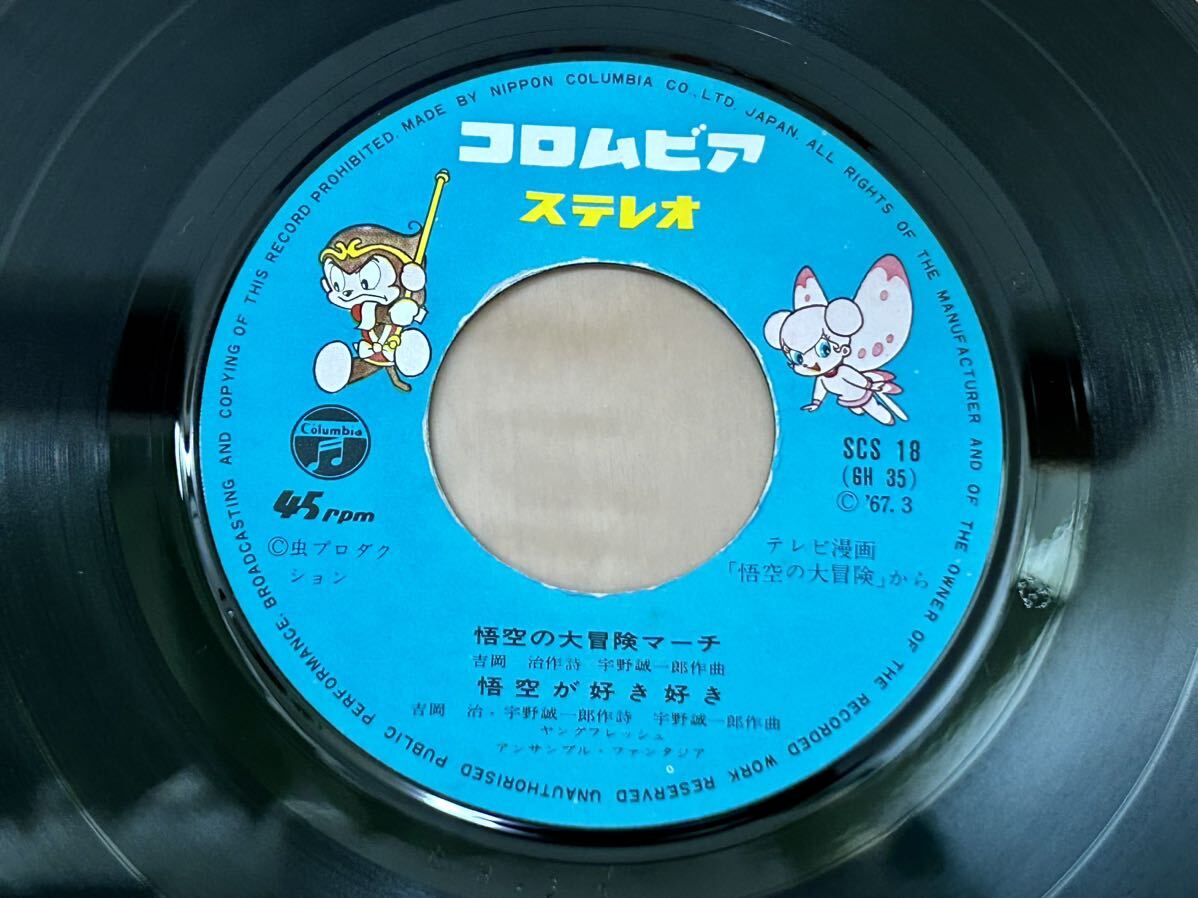 MADE BY NIPPON COLUMBIA CO., LTD. JAPAN. ALL RIGHTS OF THE MANUFACTURER AND OF THE OWNER OF THE RECORDED WORK RESERVED UNAUTHORISED PUBLIC PERFORMANCE. BROADCASTING AND COPYING OF THIS RECORD PROHIBITED.
コロムビア
ステレオ
Columbia
45 rpm
Ⓒ虫プロダク
ション
SCS 18
(GH 35)
Ⓒ '67. 3
テレビ漫画
「悟空の大冒険」から
悟空の大冒険マーチ
吉岡 治作詩 宇野誠一郎作曲
悟空が好き好き
吉岡 治・宇野誠一郎作詩 宇野誠一郎作曲
ヤングフレッシュ
アンサンブル・ファンタジア